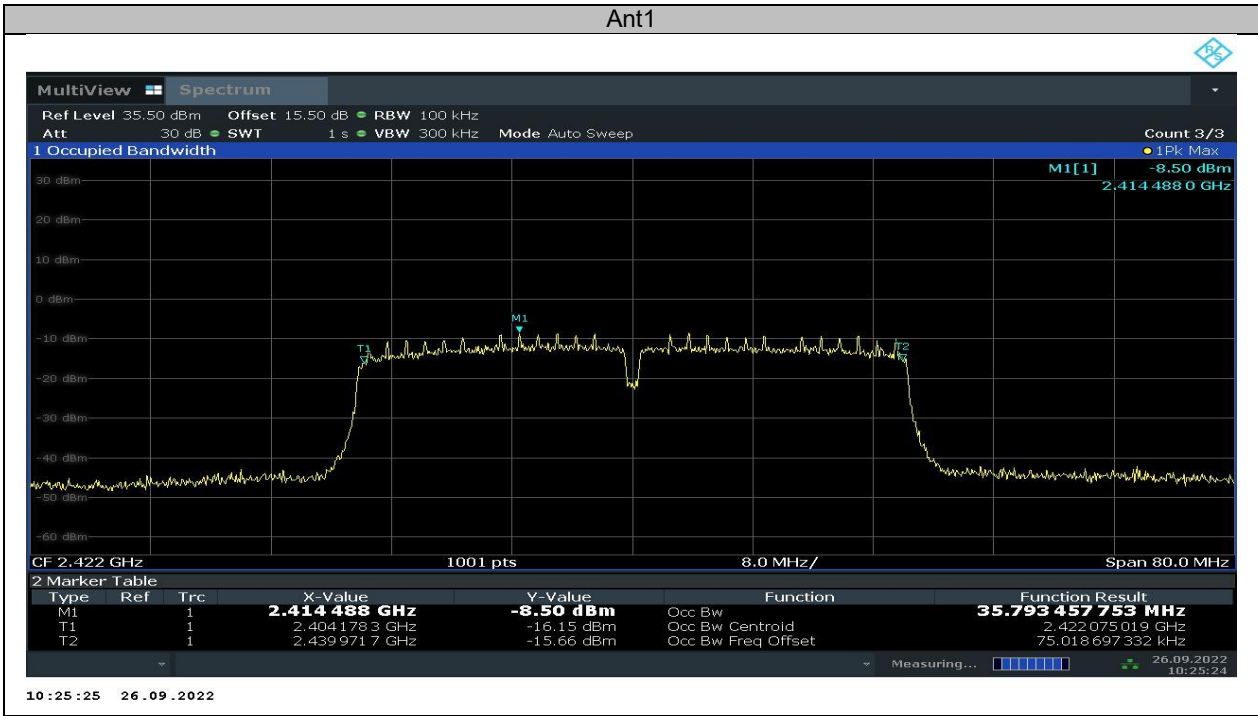 Ant1
R&S
MultiView Spectrum
Ref Level 35.50 dBm Offset 15.50 dB RBW 100 kHz
Att 30 dB SWT 1 s VBW 300 kHz Mode Auto Sweep Count 3/3
1 Occupied Bandwidth 1Pk Max
M1[1] -8.50 dBm
2.414 488 0 GHz
30 dBm
20 dBm
10 dBm
0 dBm
M1
-10 dBm
T1 T2
-20 dBm
-30 dBm
-40 dBm
-50 dBm
-60 dBm
CF 2.422 GHz 1001 pts 8.0 MHz/ Span 80.0 MHz
2 Marker Table
Type Ref Trc X-Value Y-Value Function Function Result
M1 1 2.414 488 GHz -8.50 dBm Occ Bw 35.793 457 753 MHz
T1 1 2.404 178 3 GHz -16.15 dBm Occ Bw Centroid 2.422 075 019 GHz
T2 1 2.439 971 7 GHz -15.66 dBm Occ Bw Freq Offset 75.018 697 332 kHz
Measuring... 26.09.2022
10:25:24
10:25:25 26.09.2022